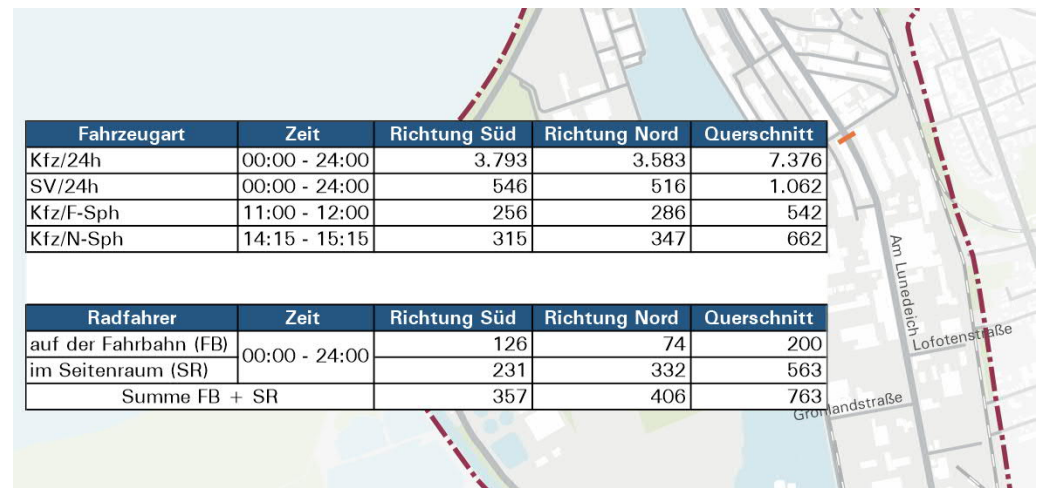 Fahrzeugart Zeit Richtung Süd Richtung Nord Querschnitt
Kfz/24h 00:00 - 24:00 3.793 3.583 7.376
SV/24h 00:00 - 24:00 546 516 1.062
Kfz/F-Sph 11:00 - 12:00 256 286 542
Kfz/N-Sph 14:15 - 15:15 315 347 662
Am Lunedeich
Radfahrer Zeit Richtung Süd Richtung Nord Querschnitt
auf der Fahrbahn (FB) 00:00 - 24:00 126 74 200
im Seitenraum (SR) 231 332 563
Summe FB + SR 357 406 763
Lofotenstraße
Grönlandstraße